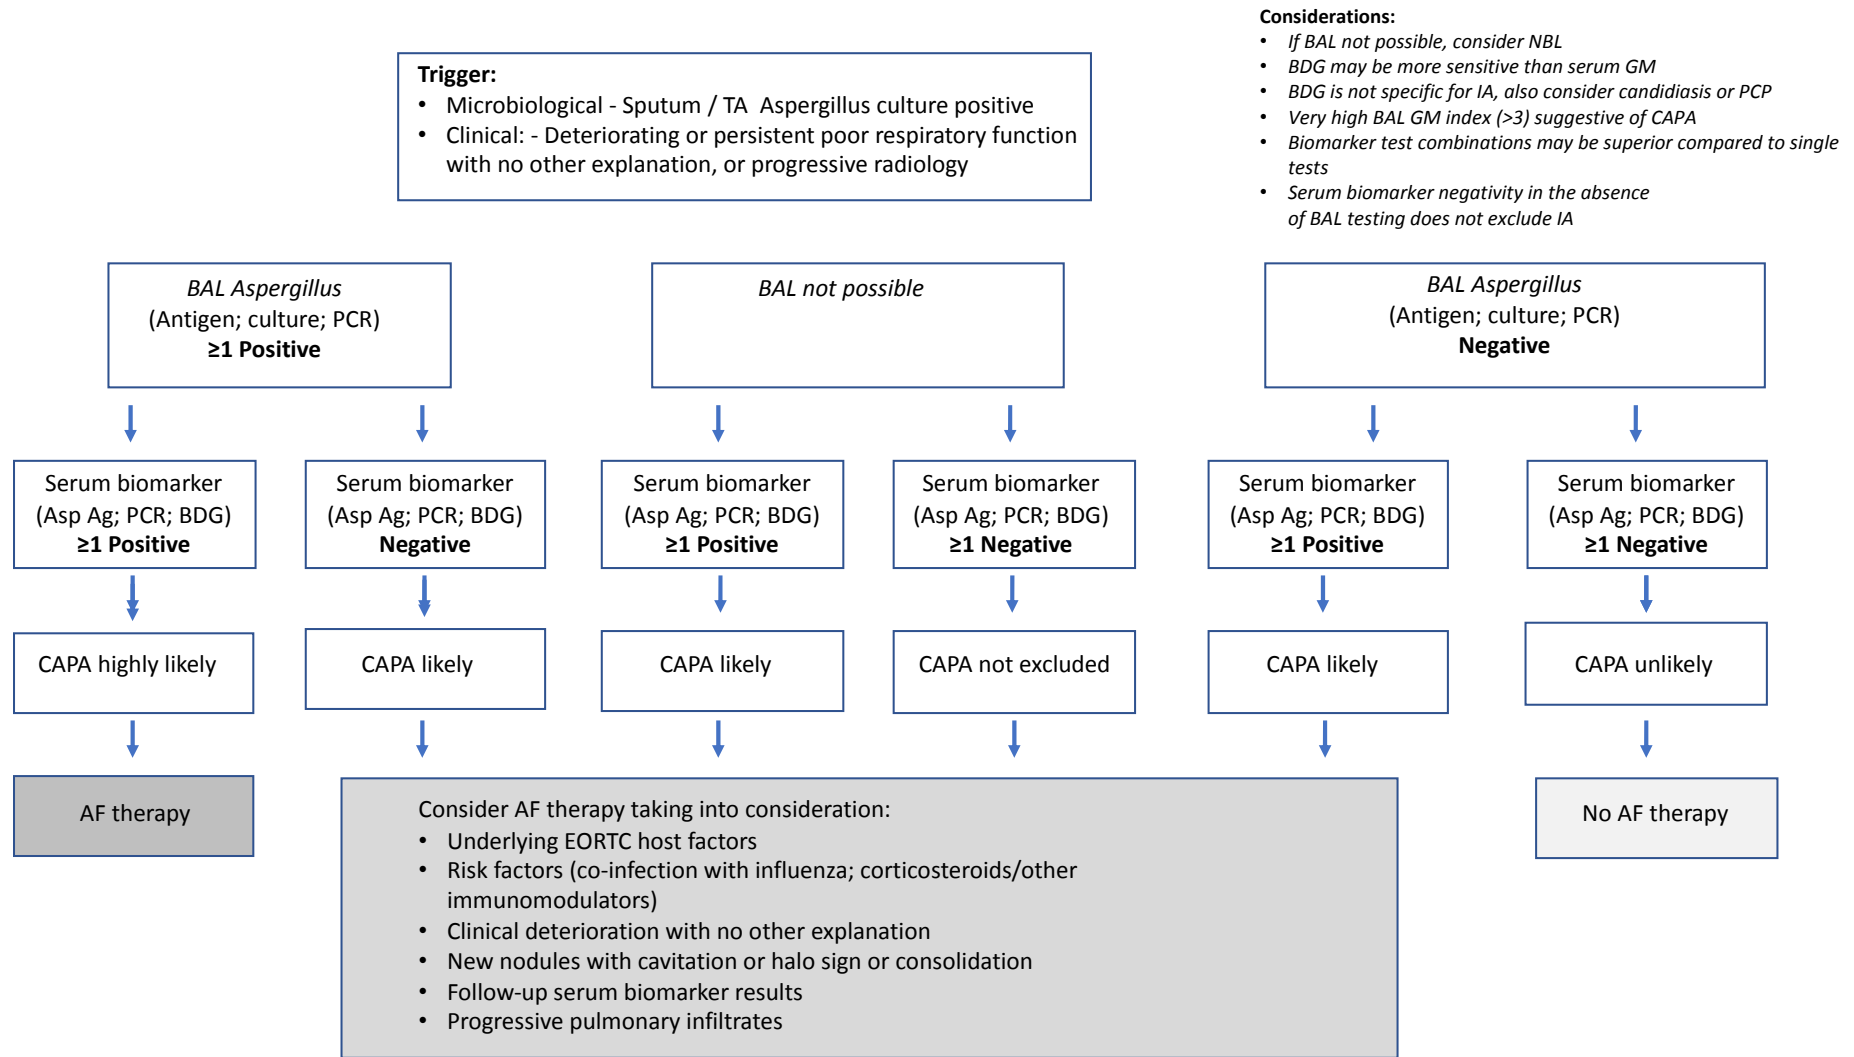 Considerations:
• If BAL not possible, consider NBL
• BDG may be more sensitive than serum GM
• BDG is not specific for IA, also consider candidiasis or PCP
• Very high BAL GM index (>3) suggestive of CAPA
• Biomarker test combinations may be superior compared to single
tests
• Serum biomarker negativity in the absence
of BAL testing does not exclude IA
Trigger:
• Microbiological - Sputum / TA Aspergillus culture positive
• Clinical: - Deteriorating or persistent poor respiratory function
with no other explanation, or progressive radiology
BAL Aspergillus
(Antigen; culture; PCR)
≥1 Positive
BAL not possible
BAL Aspergillus
(Antigen; culture; PCR)
Negative
Serum biomarker
(Asp Ag; PCR; BDG)
≥1 Positive
Serum biomarker
(Asp Ag; PCR; BDG)
Negative
Serum biomarker
(Asp Ag; PCR; BDG)
≥1 Positive
Serum biomarker
(Asp Ag; PCR; BDG)
≥1 Negative
Serum biomarker
(Asp Ag; PCR; BDG)
≥1 Positive
Serum biomarker
(Asp Ag; PCR; BDG)
≥1 Negative
CAPA highly likely
CAPA likely
CAPA likely
CAPA not excluded
CAPA likely
CAPA unlikely
AF therapy
Consider AF therapy taking into consideration:
• Underlying EORTC host factors
• Risk factors (co-infection with influenza; corticosteroids/other
immunomodulators)
• Clinical deterioration with no other explanation
• New nodules with cavitation or halo sign or consolidation
• Follow-up serum biomarker results
• Progressive pulmonary infiltrates
No AF therapy